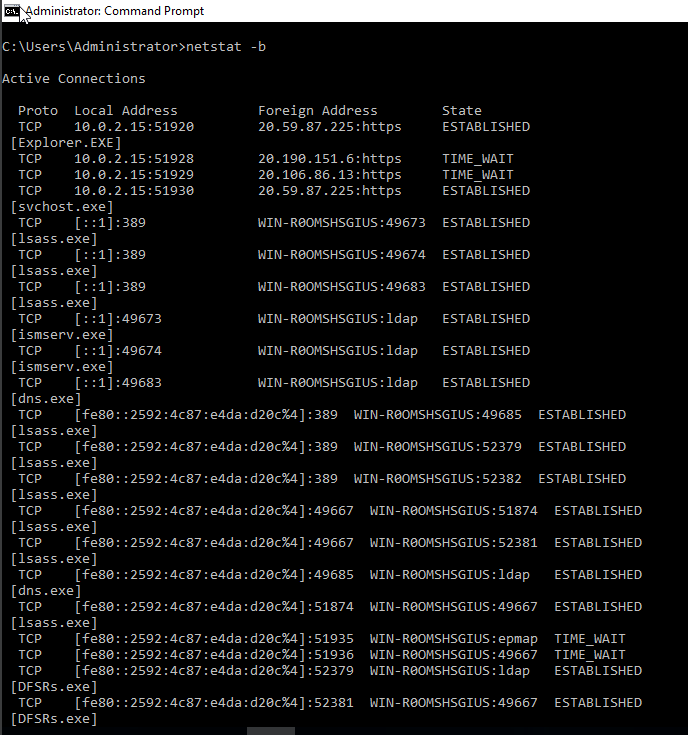 Administrator: Command Prompt
C:\Users\Administrator>netstat -b
Active Connections
Proto  Local Address          Foreign Address        State
TCP    10.0.2.15:51920        20.59.87.225:https     ESTABLISHED
[Explorer.EXE]
TCP    10.0.2.15:51928        20.190.151.6:https     TIME_WAIT
TCP    10.0.2.15:51929        20.106.86.13:https     TIME_WAIT
TCP    10.0.2.15:51930        20.59.87.225:https     ESTABLISHED
[svchost.exe]
TCP    [::1]:389              WIN-R0OMSHSGIUS:49673  ESTABLISHED
[lsass.exe]
TCP    [::1]:389              WIN-R0OMSHSGIUS:49674  ESTABLISHED
[lsass.exe]
TCP    [::1]:389              WIN-R0OMSHSGIUS:49683  ESTABLISHED
[lsass.exe]
TCP    [::1]:49673            WIN-R0OMSHSGIUS:ldap   ESTABLISHED
[ismserv.exe]
TCP    [::1]:49674            WIN-R0OMSHSGIUS:ldap   ESTABLISHED
[ismserv.exe]
TCP    [::1]:49683            WIN-R0OMSHSGIUS:ldap   ESTABLISHED
[dns.exe]
TCP    [fe80::2592:4c87:e4da:d20c%4]:389  WIN-R0OMSHSGIUS:49685  ESTABLISHED
[lsass.exe]
TCP    [fe80::2592:4c87:e4da:d20c%4]:389  WIN-R0OMSHSGIUS:52379  ESTABLISHED
[lsass.exe]
TCP    [fe80::2592:4c87:e4da:d20c%4]:389  WIN-R0OMSHSGIUS:52382  ESTABLISHED
[lsass.exe]
TCP    [fe80::2592:4c87:e4da:d20c%4]:49667  WIN-R0OMSHSGIUS:51874  ESTABLISHED
[lsass.exe]
TCP    [fe80::2592:4c87:e4da:d20c%4]:49667  WIN-R0OMSHSGIUS:52381  ESTABLISHED
[lsass.exe]
TCP    [fe80::2592:4c87:e4da:d20c%4]:49685  WIN-R0OMSHSGIUS:ldap   ESTABLISHED
[dns.exe]
TCP    [fe80::2592:4c87:e4da:d20c%4]:51874  WIN-R0OMSHSGIUS:49667  ESTABLISHED
[lsass.exe]
TCP    [fe80::2592:4c87:e4da:d20c%4]:51935  WIN-R0OMSHSGIUS:epmap  TIME_WAIT
TCP    [fe80::2592:4c87:e4da:d20c%4]:51936  WIN-R0OMSHSGIUS:49667  TIME_WAIT
TCP    [fe80::2592:4c87:e4da:d20c%4]:52379  WIN-R0OMSHSGIUS:ldap   ESTABLISHED
[DFSRs.exe]
TCP    [fe80::2592:4c87:e4da:d20c%4]:52381  WIN-R0OMSHSGIUS:49667  ESTABLISHED
[DFSRs.exe]